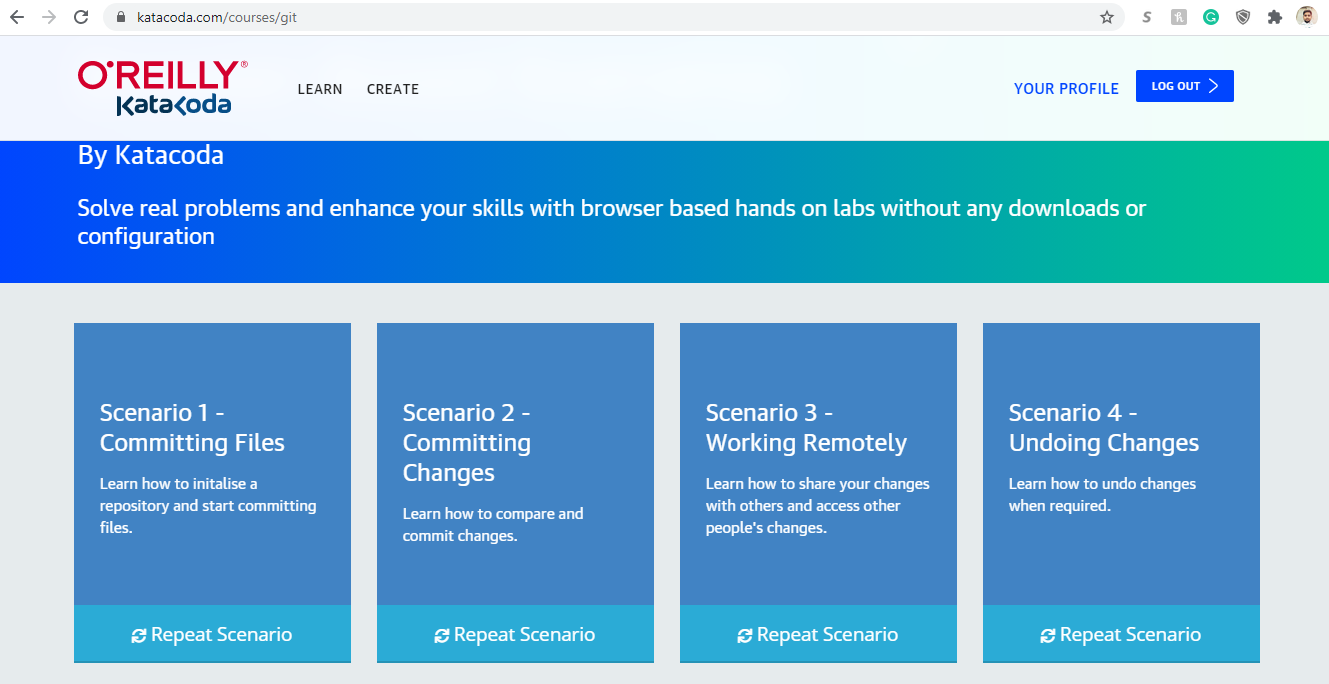 katacoda.com/courses/git
O'REILLY®
Katacoda
LEARN CREATE
YOUR PROFILE
LOG OUT
By Katacoda
Solve real problems and enhance your skills with browser based hands on labs without any downloads or
configuration
Scenario 1 -
Committing Files
Learn how to initalise a
repository and start committing
files.
Repeat Scenario
Scenario 2 -
Committing
Changes
Learn how to compare and
commit changes.
Repeat Scenario
Scenario 3 -
Working Remotely
Learn how to share your changes
with others and access other
people's changes.
Repeat Scenario
Scenario 4 -
Undoing Changes
Learn how to undo changes
when required.
Repeat Scenario